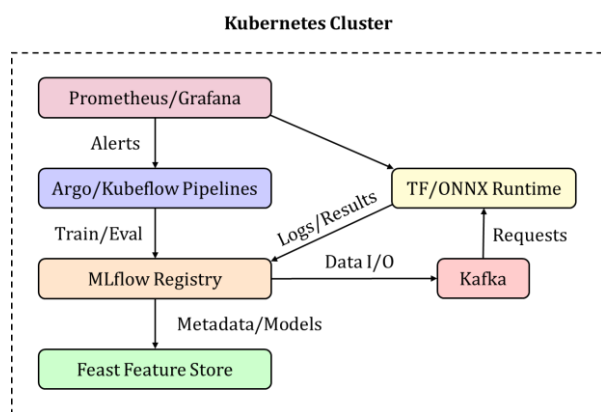 Kubernetes Cluster
Prometheus/Grafana
Alerts
Argo/Kubeflow Pipelines
TF/ONNX Runtime
Train/Eval
Logs/Results
Requests
MLflow Registry
Data I/O
Kafka
Metadata/Models
Feast Feature Store